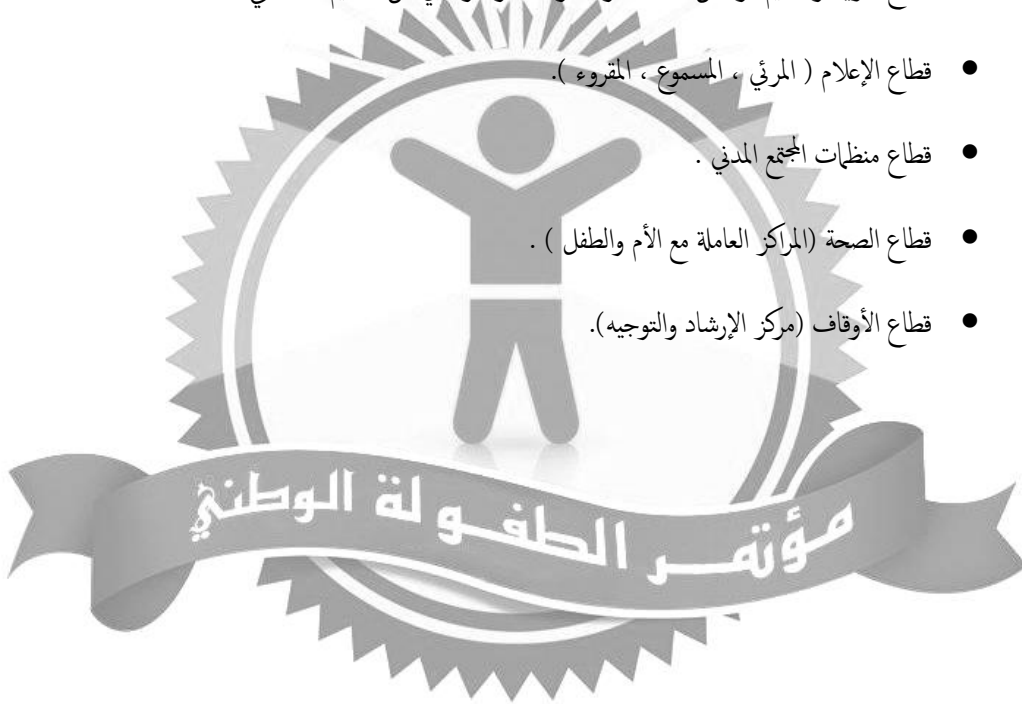 ● قطاع الإعلام ( المرئي ، المسموع ، المقروء ).
● قطاع منظمات المجتمع المدني .
● قطاع الصحة (المراكز العاملة مع الأم والطفل ) .
● قطاع الأوقاف (مركز الإرشاد والتوجيه).
مؤتمر الطفولة الوطني